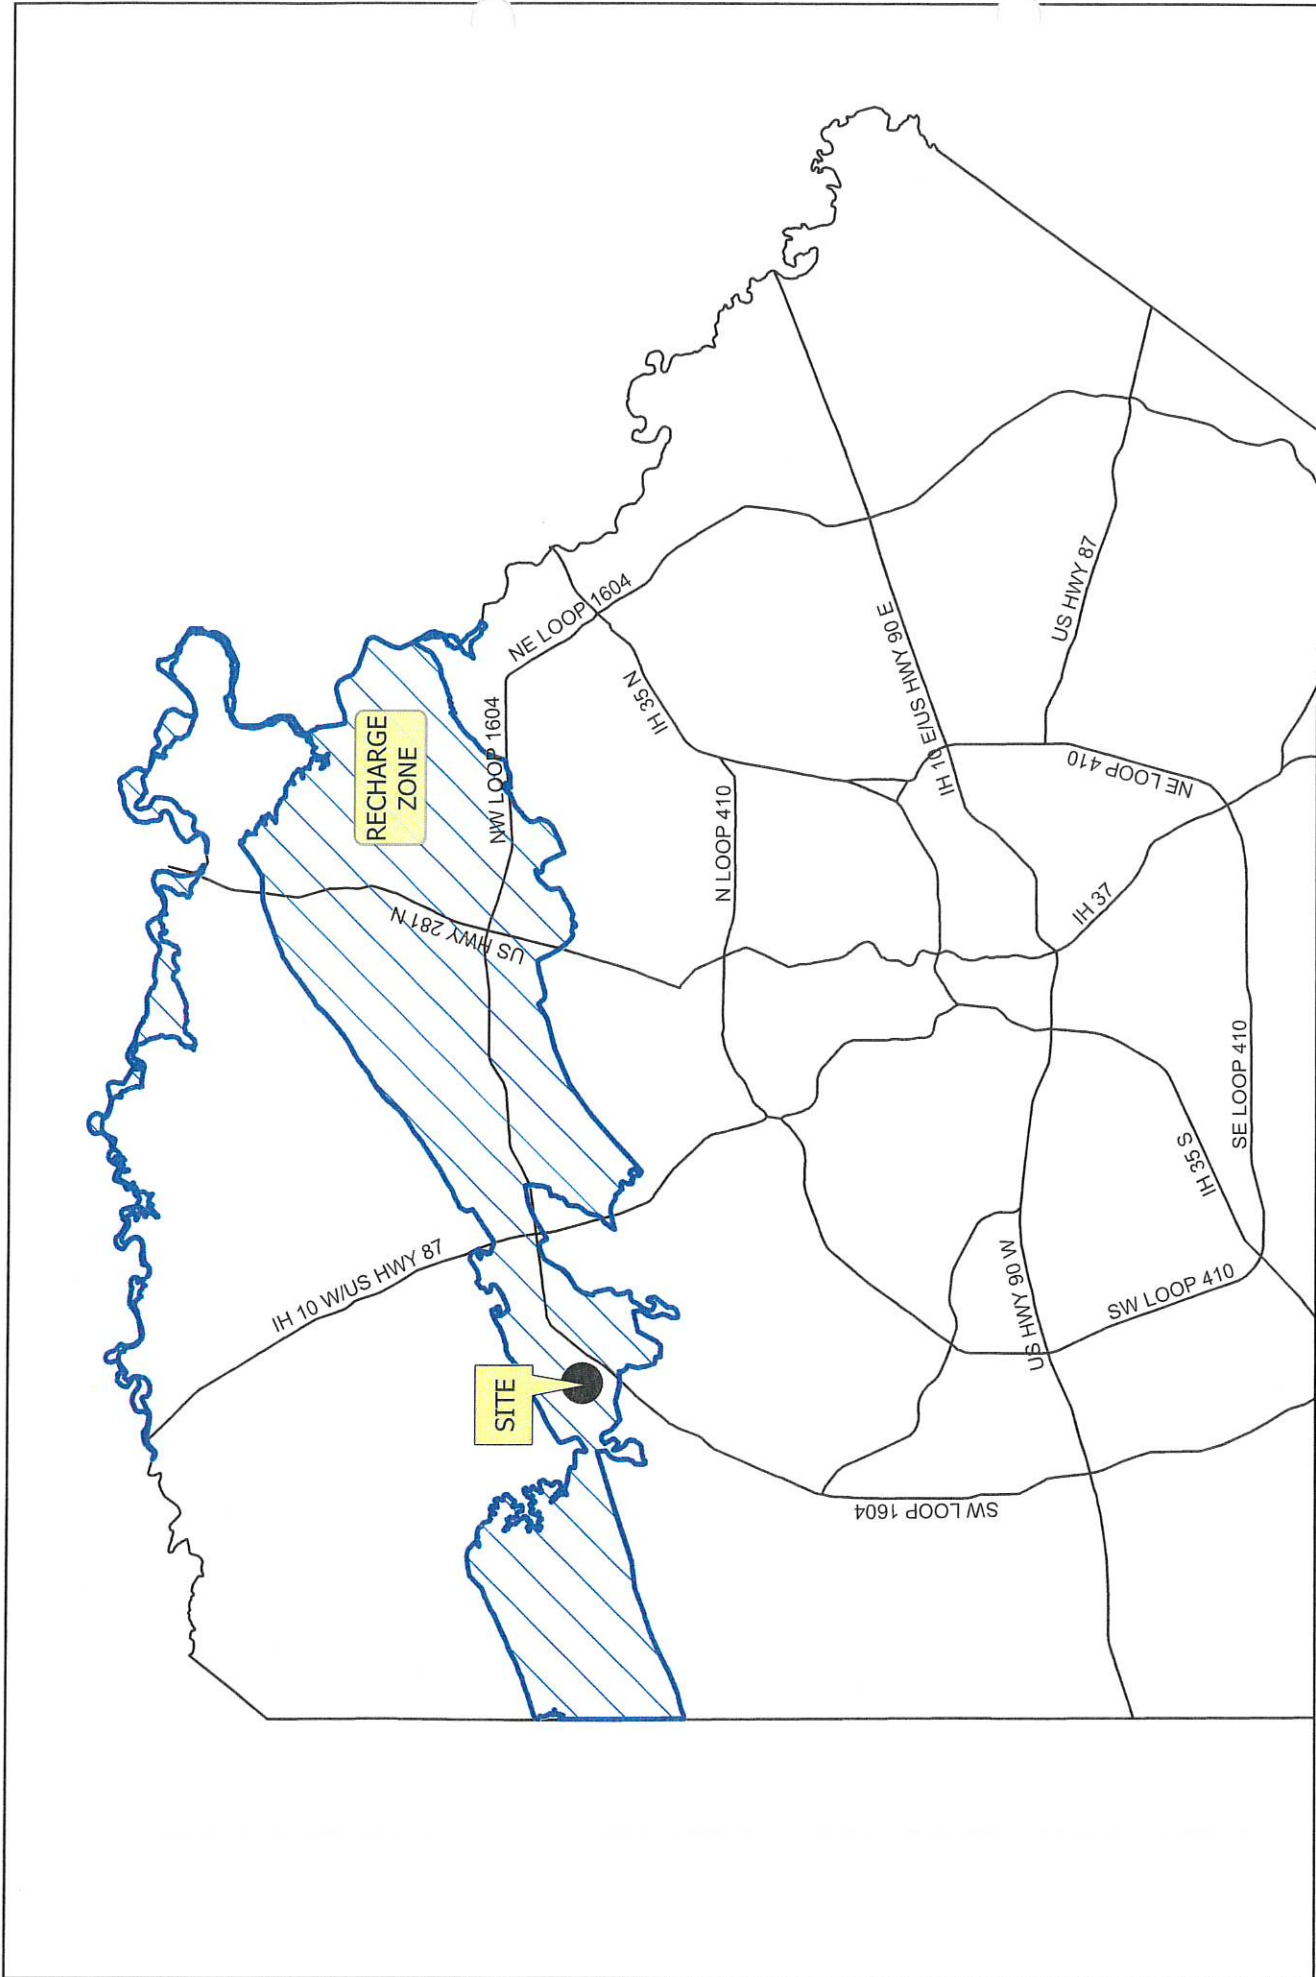 RECHARGE
ZONE
NW LOOP 1604
NE LOOP 1604
US HWY 281 N
IH 35 N
N LOOP 410
IH 10 E/US HWY 90 E
US HWY 87
NE LOOP 410
IH 37
IH 10 W/US HWY 87
SITE
SE LOOP 410
IH 35 S
US HWY 90 W
SW LOOP 410
SW LOOP 1604